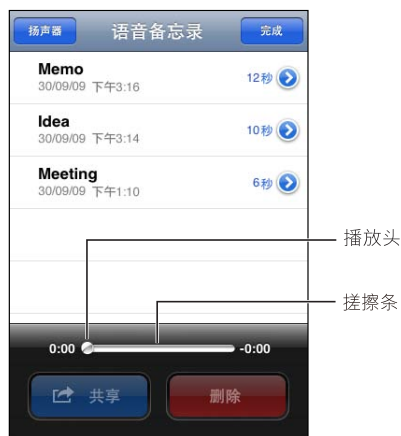 扬声器 语音备忘录 完成
Memo
30/09/09 下午3:16 12秒
Idea
30/09/09 下午3:14 10秒
Meeting
30/09/09 下午1:10 6秒
播放头
搓擦条
0:00 -0:00
共享 删除